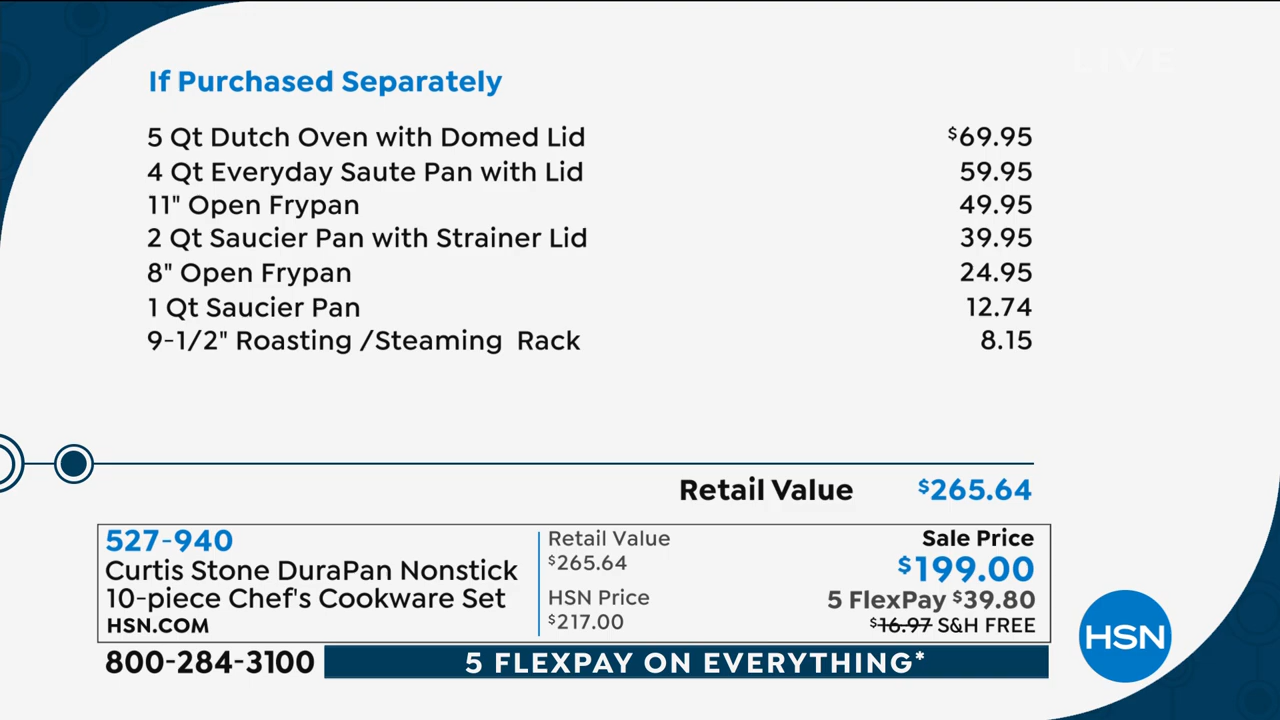 LIVE
If Purchased Separately
5 Qt Dutch Oven with Domed Lid $69.95
4 Qt Everyday Saute Pan with Lid 59.95
11" Open Frypan 49.95
2 Qt Saucier Pan with Strainer Lid 39.95
8" Open Frypan 24.95
1 Qt Saucier Pan 12.74
9-1/2" Roasting /Steaming Rack 8.15
Retail Value $265.64
527-940
Curtis Stone DuraPan Nonstick
10-piece Chef's Cookware Set
HSN.COM
Retail Value
$265.64
HSN Price
$217.00
Sale Price
$199.00
5 FlexPay $39.80
$16.97 S&H FREE
HSN
800-284-3100
5 FLEXPAY ON EVERYTHING*